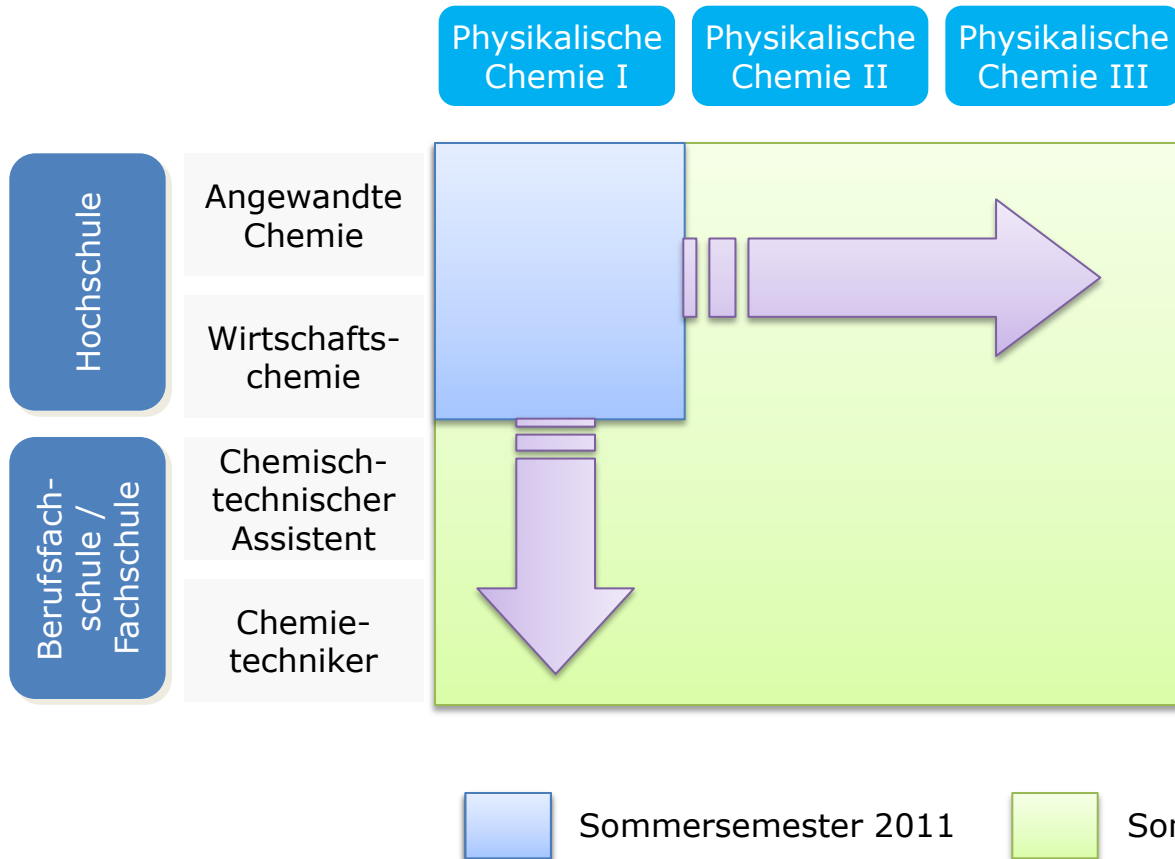 Physikalische
Chemie I
Physikalische
Chemie II
Physikalische
Chemie III
Hochschule
Angewandte
Chemie
Wirtschafts-
chemie
Berufsfach-
schule /
Fachschule
Chemisch-
technischer
Assistent
Chemie-
techniker
Sommersemester 2011